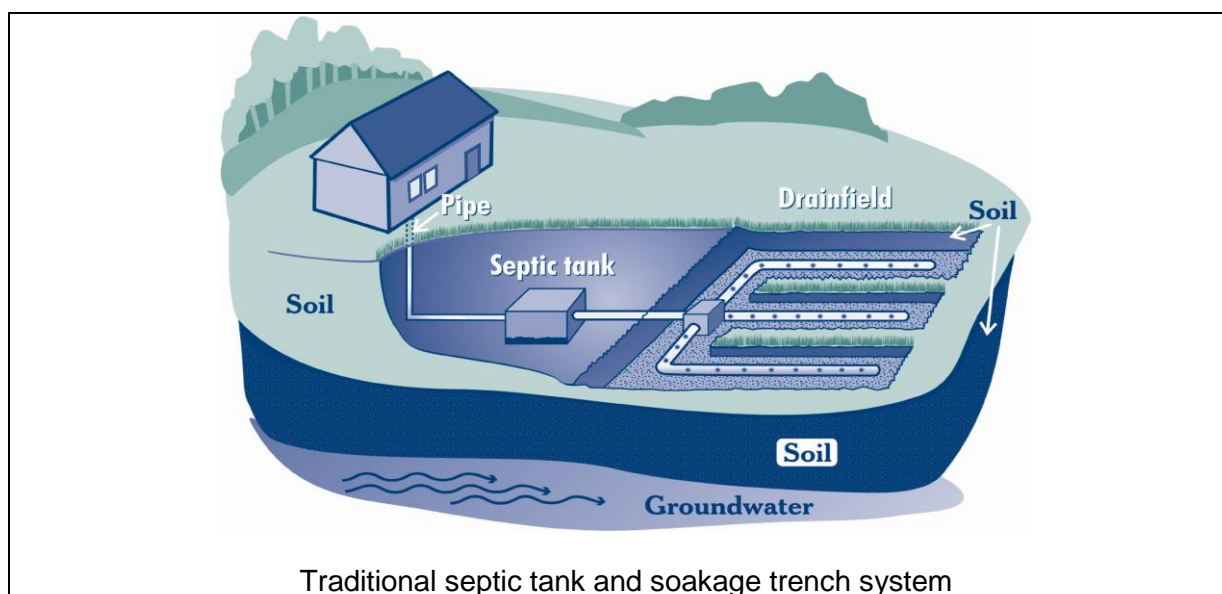 Pipe
Drainfield
Soil
Septic tank
Soil
Soil
Groundwater
Traditional septic tank and soakage trench system